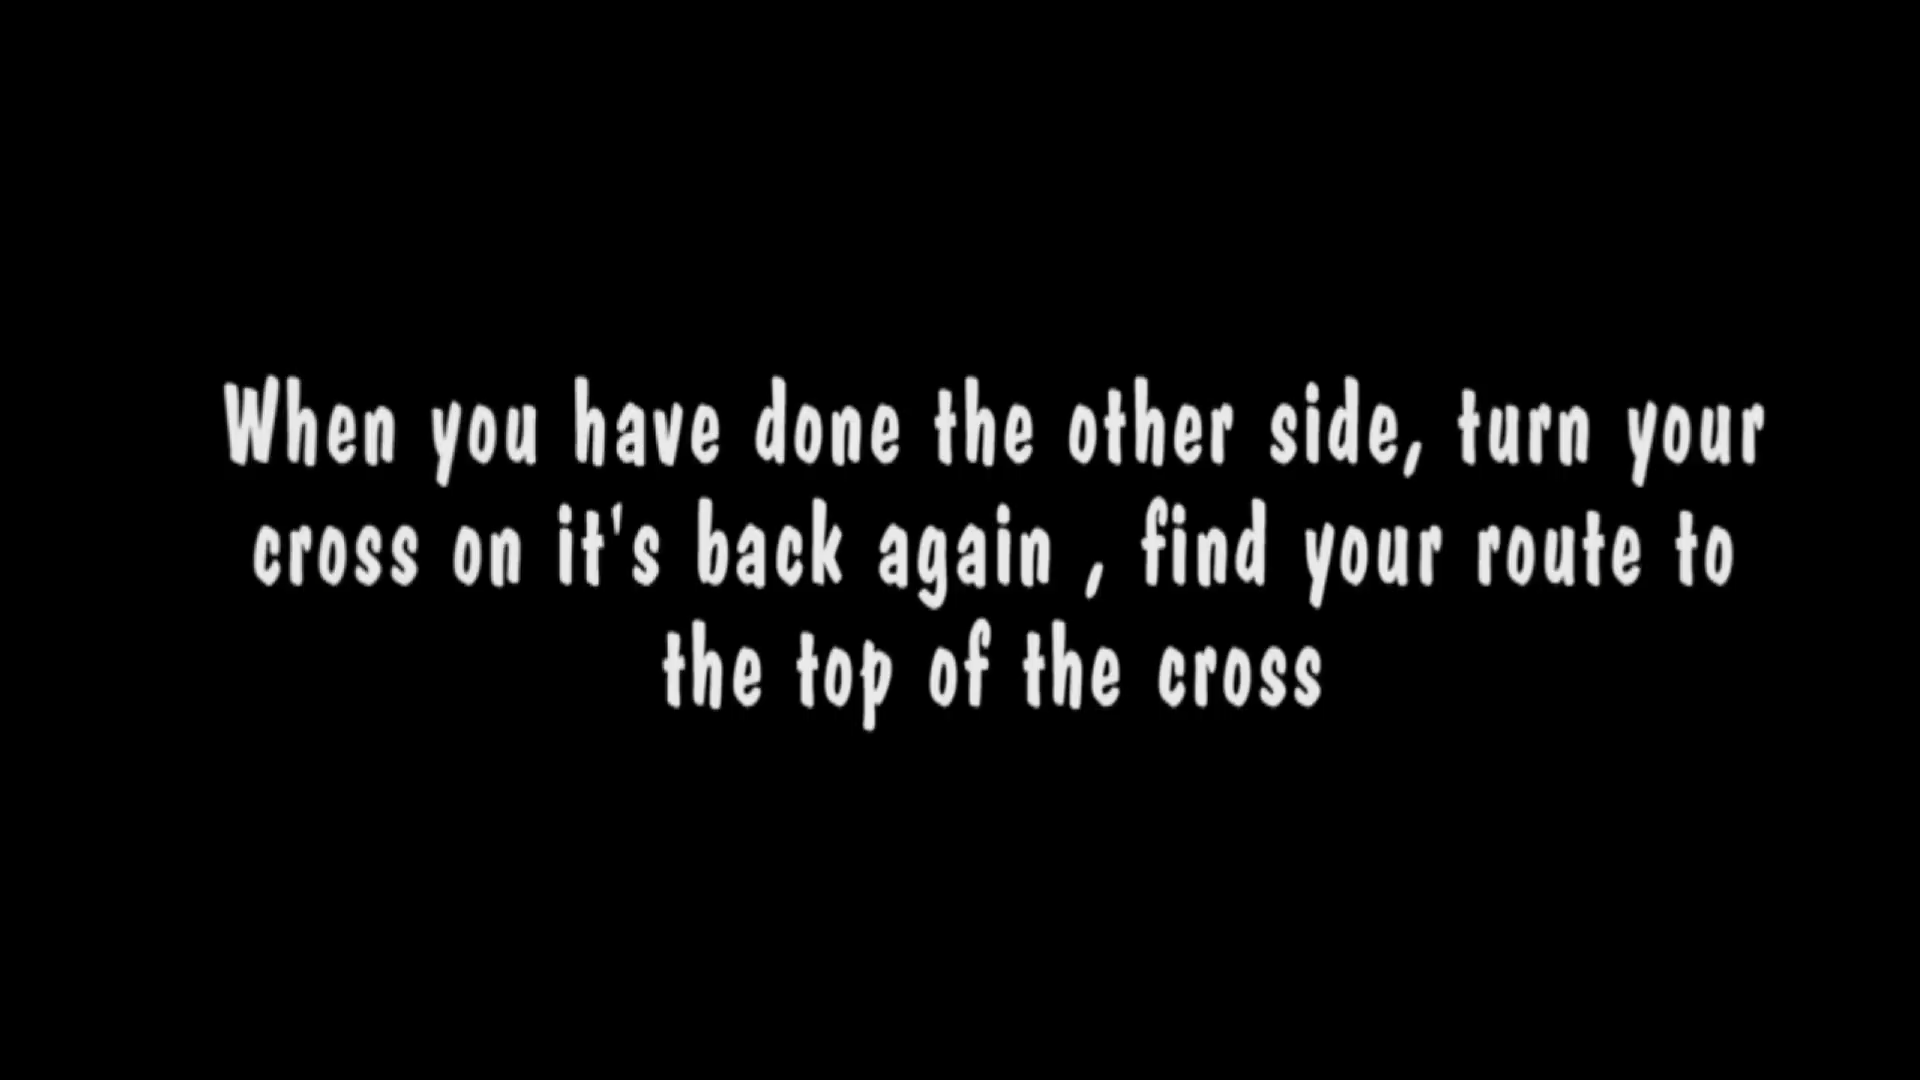 When you have done the other side, turn your
cross on it's back again , find your route to
the top of the cross